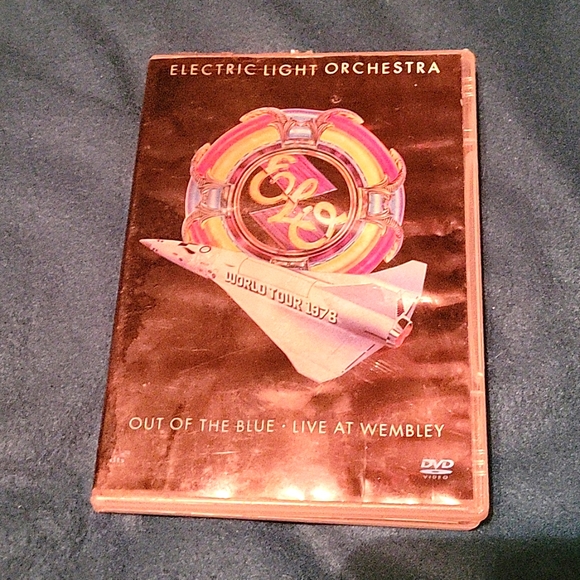 ELECTRIC LIGHT ORCHESTRA
ELO
WORLD TOUR 1978
OUT OF THE BLUE · LIVE AT WEMBLEY
DVD
VIDEO